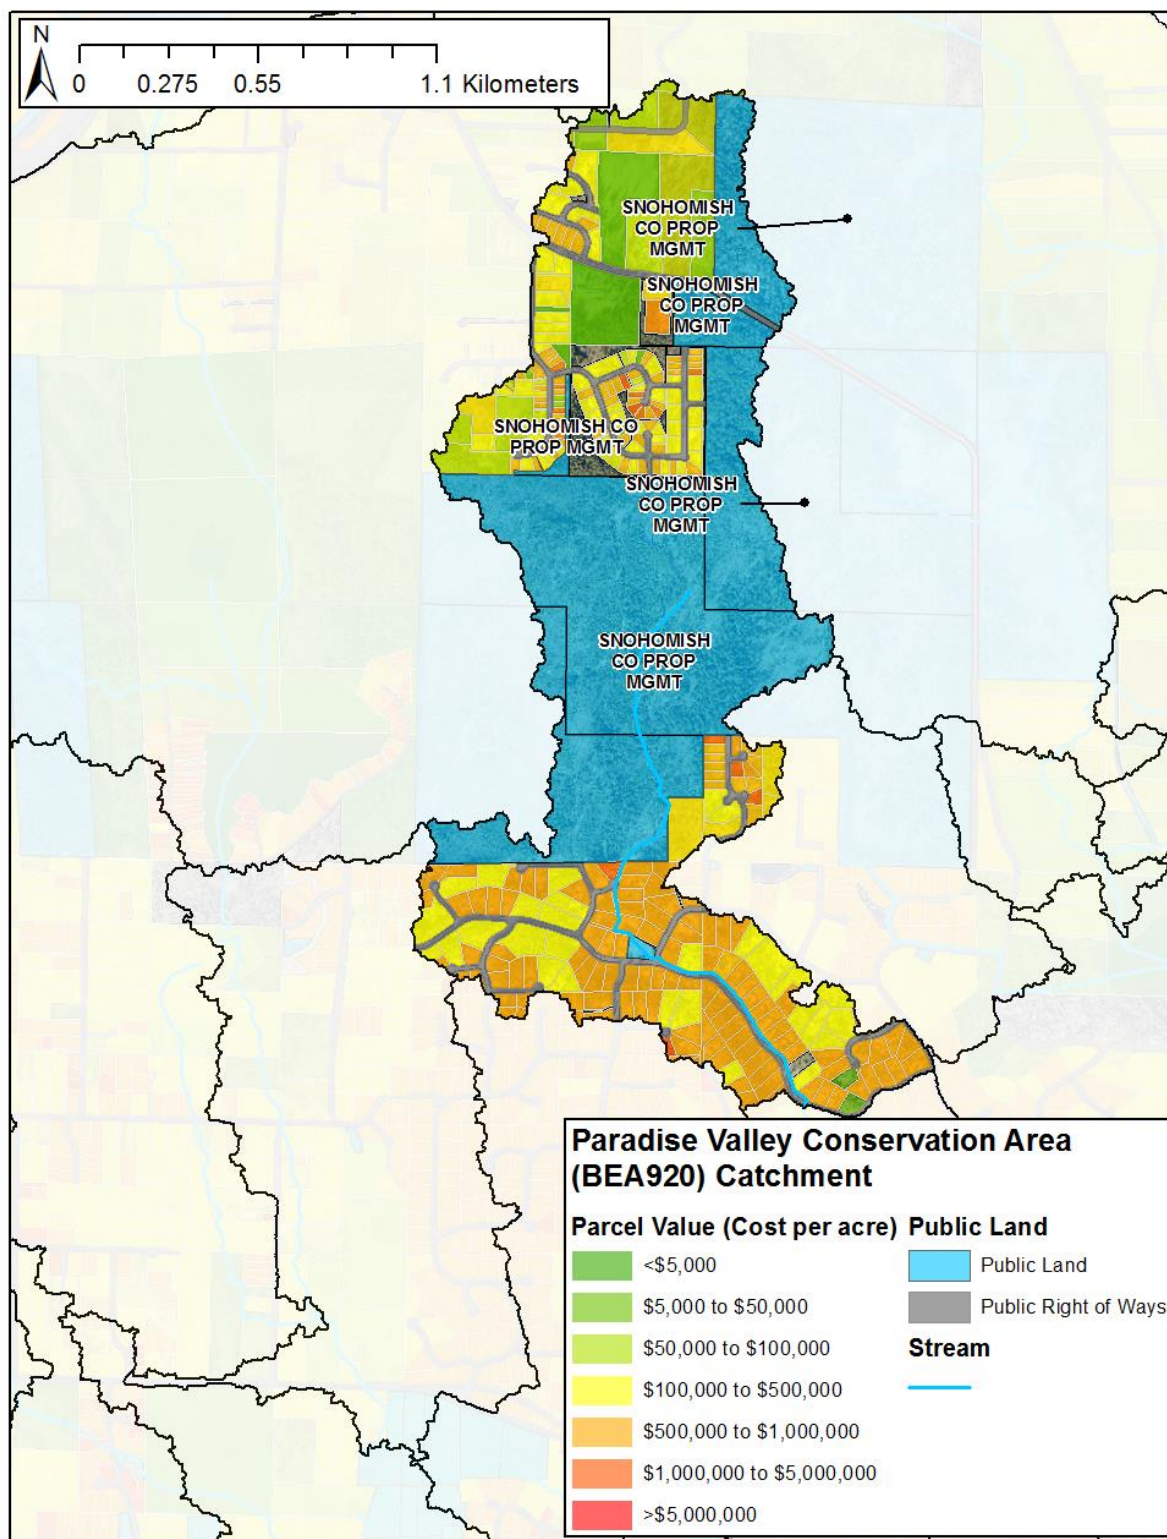 N
0 0.275 0.55 1.1 Kilometers
SNOHOMISH
CO PROP
MGMT
SNOHOMISH
CO PROP
MGMT
SNOHOMISH CO
PROP MGMT
SNOHOMISH
CO PROP
MGMT
SNOHOMISH
CO PROP
MGMT
Paradise Valley Conservation Area
(BEA920) Catchment
Parcel Value (Cost per acre)
<$5,000
$5,000 to $50,000
$50,000 to $100,000
$100,000 to $500,000
$500,000 to $1,000,000
$1,000,000 to $5,000,000
>$5,000,000
Public Land
Public Land
Public Right of Ways
Stream